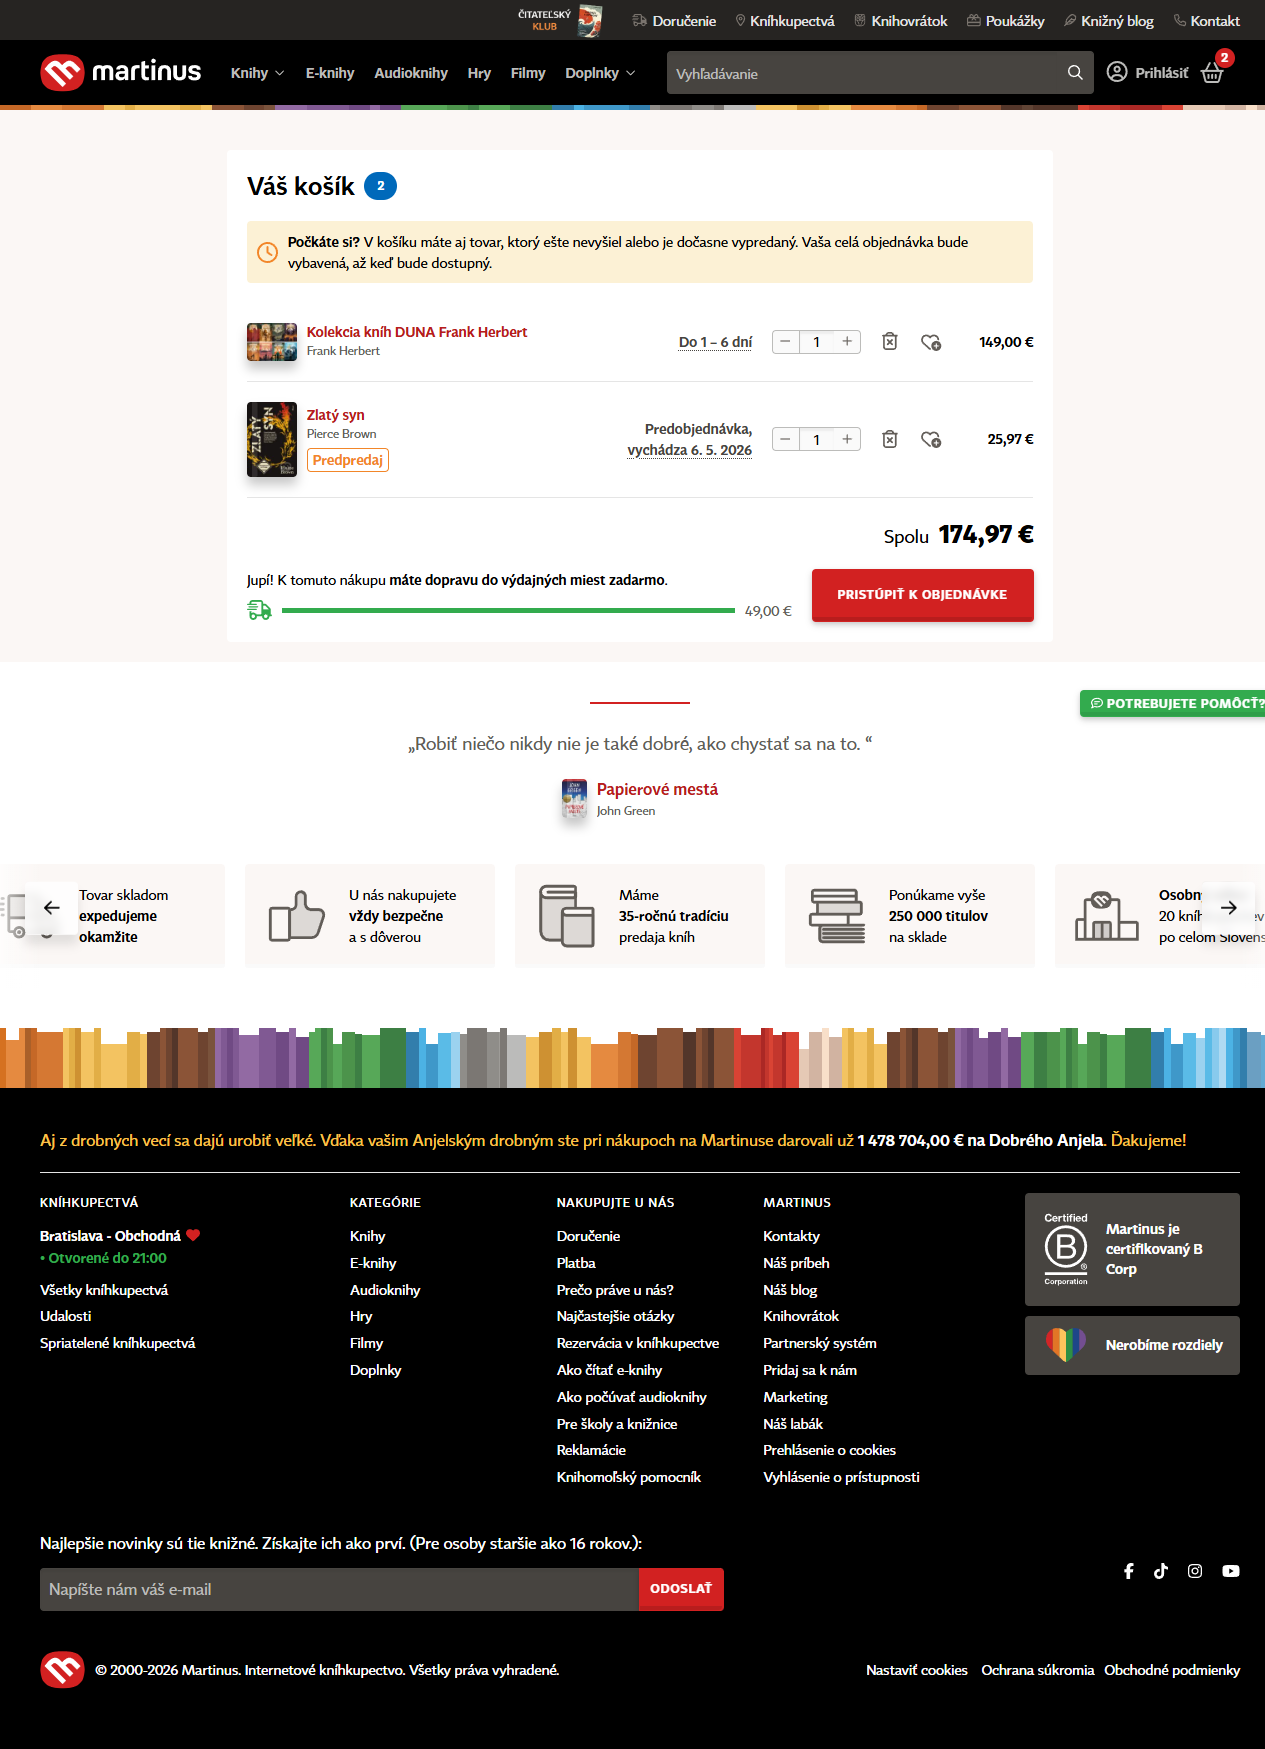 ČITATEĽSKÝ
KLUB
Doručenie
Kníhkupectvá
Knihovrátok
Poukážky
Knižný blog
Kontakt
martinus
Knihy
E-knihy
Audioknihy
Hry
Filmy
Doplnky
Vyhľadávanie
Prihlásiť
2
Váš košík 2
Počkáte si? V košíku máte aj tovar, ktorý ešte nevyšiel alebo je dočasne vypredaný. Vaša celá objednávka bude
vybavená, až keď bude dostupný.
Kolekcia kníh DUNA Frank Herbert
Frank Herbert
Do 1 – 6 dní
1
149,00 €
ZLATÝ SYN
Zlatý syn
Pierce Brown
Predpredaj
Predobjednávka,
vychádza 6. 5. 2026
1
25,97 €
Spolu 174,97 €
Jupí! K tomuto nákupu máte dopravu do výdajných miest zadarmo.
49,00 €
PRISTÚPIŤ K OBJEDNÁVKE
POTREBUJETE POMÔCŤ?
„Robiť niečo nikdy nie je také dobré, ako chystať sa na to. “
Papierové mestá
John Green
Tovar skladom
expedujeme
okamžite
U nás nakupujete
vždy bezpečne
a s dôverou
Máme
35-ročnú tradíciu
predaja kníh
Ponúkame vyše
250 000 titulov
na sklade
Osobn
20 kníh
po celom Slovens
Aj z drobných vecí sa dajú urobiť veľké. Vďaka vašim Anjelským drobným ste pri nákupoch na Martinuse darovali už 1 478 704,00 € na Dobrého Anjela. Ďakujeme!
KNÍHKUPECTVÁ
Bratislava - Obchodná
• Otvorené do 21:00
Všetky kníhkupectvá
Udalosti
Spriatelené kníhkupectvá
KATEGÓRIE
Knihy
E-knihy
Audioknihy
Hry
Filmy
Doplnky
NAKUPUJTE U NÁS
Doručenie
Platba
Prečo práve u nás?
Najčastejšie otázky
Rezervácia v kníhkupectve
Ako čítať e-knihy
Ako počúvať audioknihy
Pre školy a knižnice
Reklamácie
Knihomoľský pomocník
MARTINUS
Kontakty
Náš príbeh
Náš blog
Knihovrátok
Partnerský systém
Pridaj sa k nám
Marketing
Náš labák
Prehlásenie o cookies
Vyhlásenie o prístupnosti
Certified
B
®
Corporation
Martinus je
certifikovaný B
Corp
Nerobíme rozdiely
Najlepšie novinky sú tie knižné. Získajte ich ako prví. (Pre osoby staršie ako 16 rokov.):
Napíšte nám váš e-mail
ODOSLAŤ
© 2000-2026 Martinus. Internetové kníhkupectvo. Všetky práva vyhradené.
Nastaviť cookies
Ochrana súkromia
Obchodné podmienky